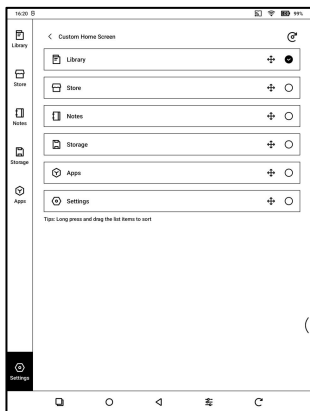 16:20
99%
Library
Store
Notes
Storage
Apps
Settings
Custom Home Screen
Library
Store
Notes
Storage
Apps
Settings
Tips: Long press and drag the list items to sort